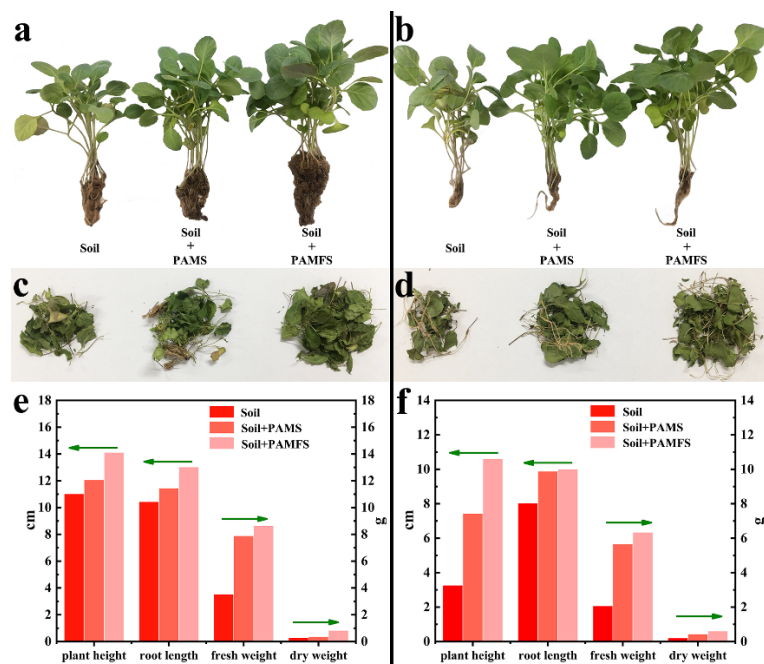 a
b
Soil
Soil
+
PAMS
Soil
+
PAMFS
Soil
Soil
+
PAMS
Soil
+
PAMFS
c
d
e
Soil
Soil+PAMS
Soil+PAMFS
18
16
14
12
10
8
6
4
2
0
cm
18
16
14
12
10
8
6
4
2
0
g
plant height root length fresh weight dry weight
f
Soil
Soil+PAMS
Soil+PAMFS
14
12
10
8
6
4
2
0
cm
14
12
10
8
6
4
2
0
g
plant height root length fresh weight dry weight